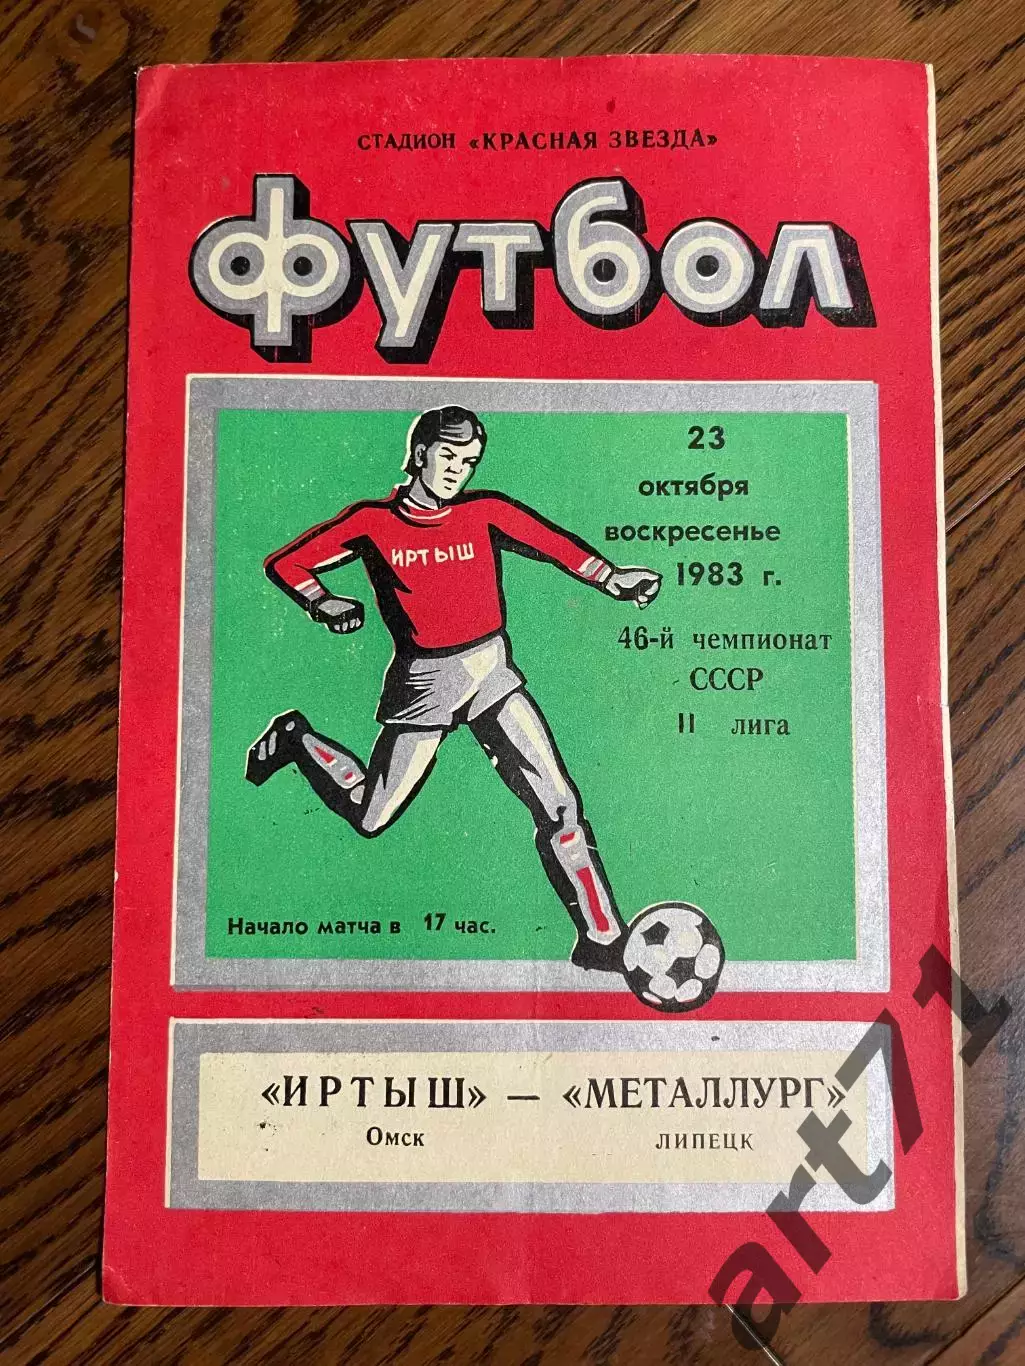 СТАДИОН «КРАСНАЯ ЗВЕЗДА»
футбол
23
октября
воскресенье
1983 г.
46-й чемпионат
СССР
II лига
ИРТЫШ
Начало матча в 17 час.
«ИРТЫШ» — «МЕТАЛЛУРГ»
Омск ЛИПЕЦК
art71